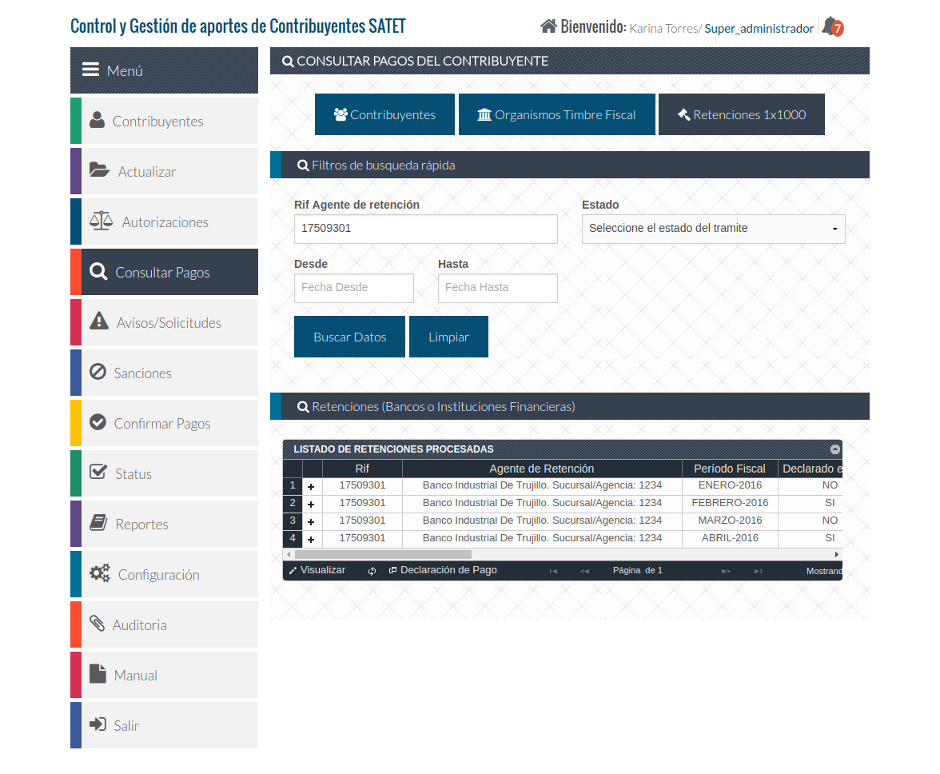 Control y Gestión de aportes de Contribuyentes SATET
Bienvenido: Karina Torres/ Super_administrador 7
Menú
Contribuyentes
Actualizar
Autorizaciones
Consultar Pagos
Avisos/Solicitudes
Sanciones
Confirmar Pagos
Status
Reportes
Configuración
Auditoria
Manual
Salir
CONSULTAR PAGOS DEL CONTRIBUYENTE
Contribuyentes Organismos Timbre Fiscal Retenciones 1x1000
Filtros de busqueda rápida
Rif Agente de retención Estado
17509301 Seleccione el estado del tramite
Desde Hasta
Fecha Desde Fecha Hasta
Buscar Datos Limpiar
Retenciones (Bancos o Instituciones Financieras)
LISTADO DE RETENCIONES PROCESADAS
Rif Agente de Retención Período Fiscal Declarado e
1 + 17509301 Banco Industrial De Trujillo. Sucursal/Agencia: 1234 ENERO-2016 NO
2 + 17509301 Banco Industrial De Trujillo. Sucursal/Agencia: 1234 FEBRERO-2016 SI
3 + 17509301 Banco Industrial De Trujillo. Sucursal/Agencia: 1234 MARZO-2016 NO
4 + 17509301 Banco Industrial De Trujillo. Sucursal/Agencia: 1234 ABRIL-2016 SI
Visualizar Declaración de Pago Página de 1 Mostrand